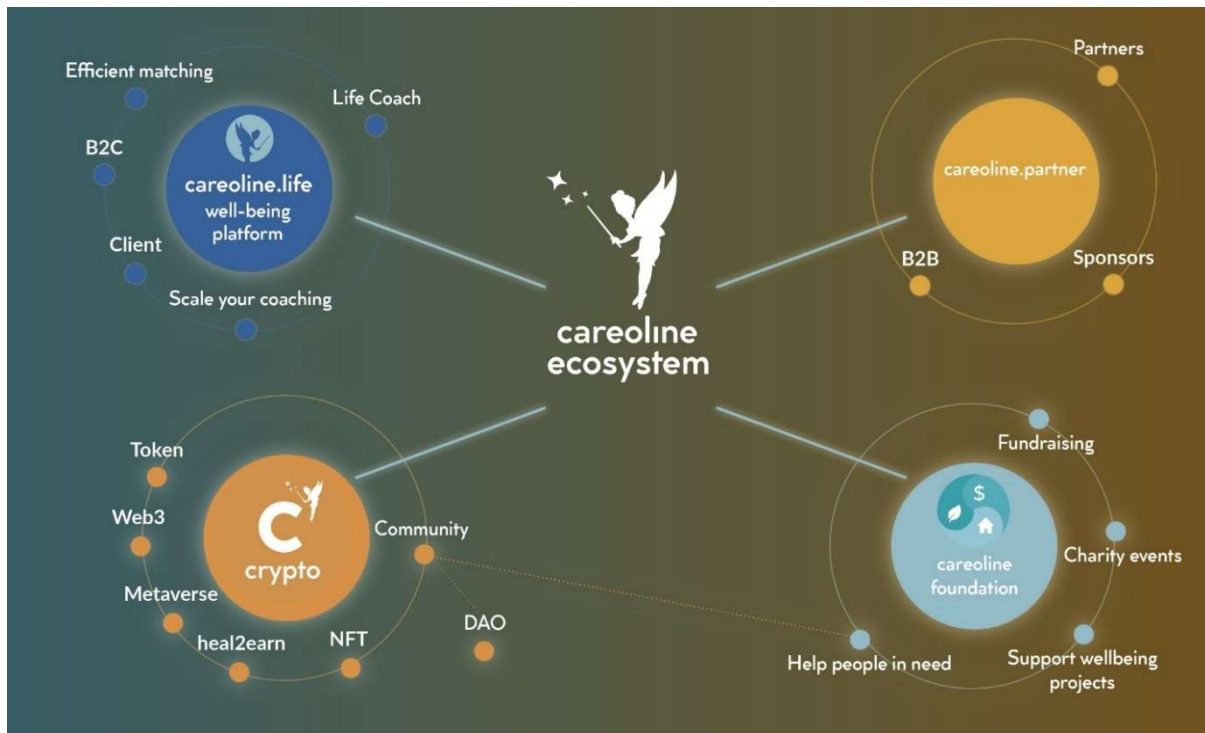 Efficient matching
Life Coach
B2C
careoline.life
well-being
platform
Client
Scale your coaching
Partners
careoline.partner
B2B
Sponsors
careoline
ecosystem
Token
Web3
Metaverse
heal2earn
NFT
Community
DAO
C
crypto
Fundraising
$
careoline
foundation
Charity events
Help people in need
Support wellbeing
projects